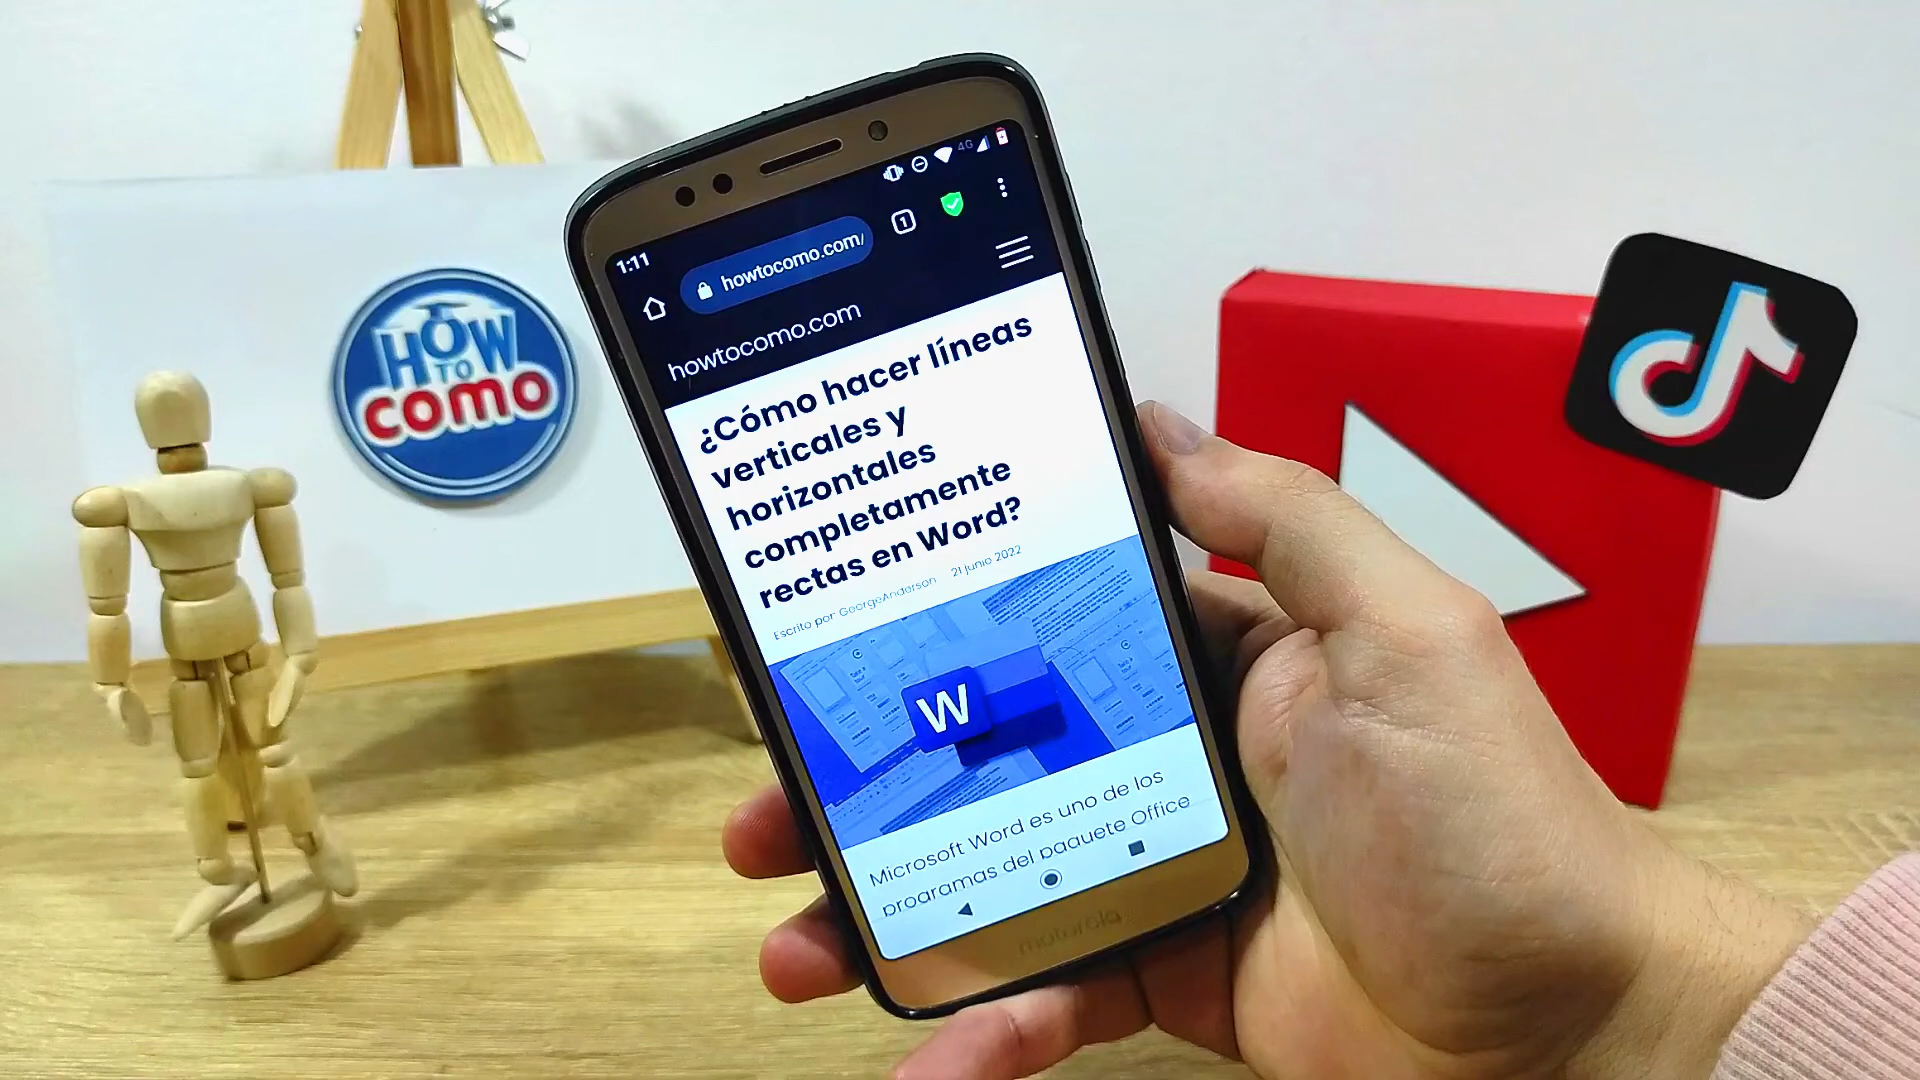 HOW
TO
como
1:11
4G
howtocomo.com/
1
howtocomo.com
¿Cómo hacer líneas
verticales y
horizontales
completamente
rectas en Word?
Escrito por GeorgeAnderson 21 junio 2022
W
Microsoft Word es uno de los
programas del paquete Office
motorola